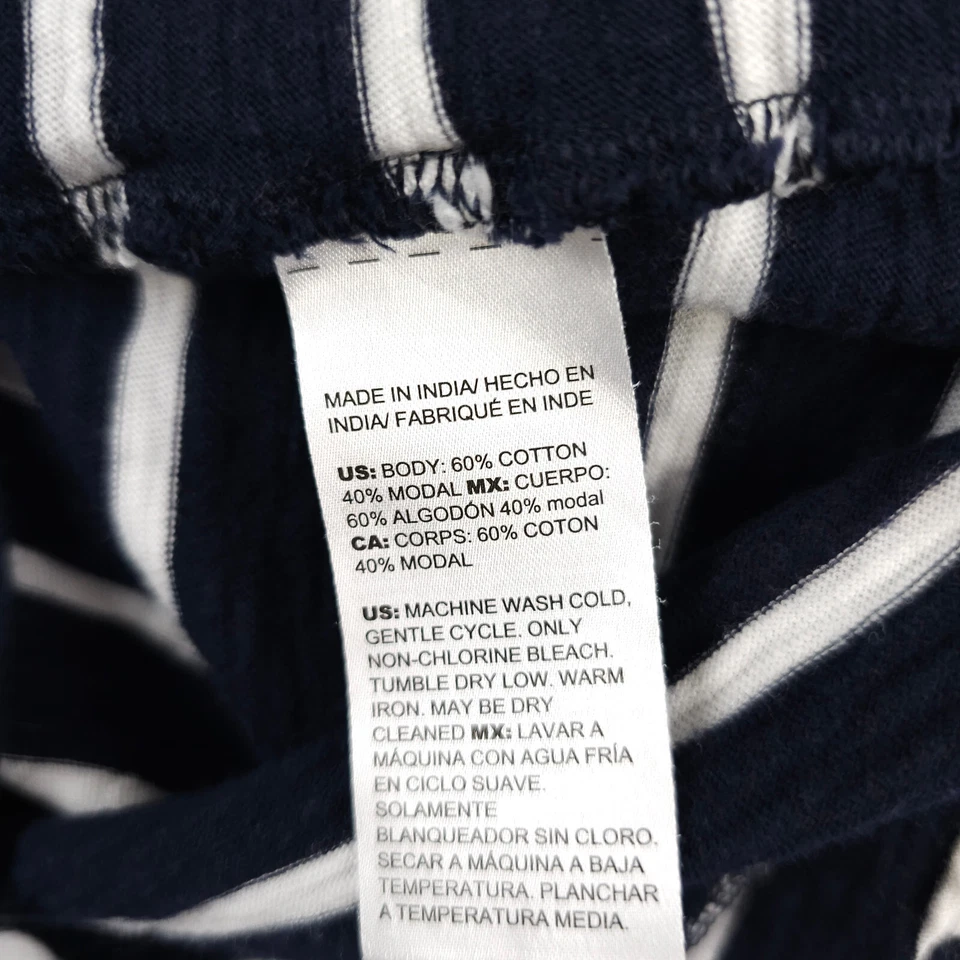 MADE IN INDIA/ HECHO EN
INDIA/ FABRIQUÉ EN INDE
US: BODY: 60% COTTON
40% MODAL MX: CUERPO:
60% ALGODÓN 40% modal
CA: CORPS: 60% COTON
40% MODAL
US: MACHINE WASH COLD,
GENTLE CYCLE. ONLY
NON-CHLORINE BLEACH.
TUMBLE DRY LOW. WARM
IRON. MAY BE DRY
CLEANED MX: LAVAR A
MÁQUINA CON AGUA FRÍA
EN CICLO SUAVE.
SOLAMENTE
BLANQUEADOR SIN CLORO.
SECAR A MÁQUINA A BAJA
TEMPERATURA. PLANCHAR
A TEMPERATURA MEDIA.